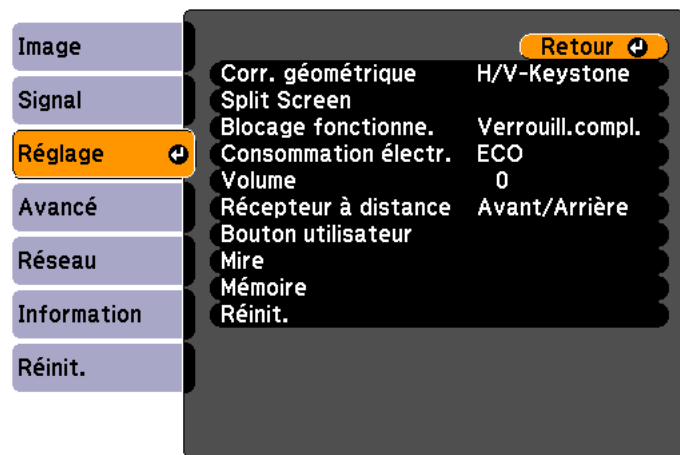 Image
Signal
Réglage
Avancé
Réseau
Information
Réinit.
Retour
Corr. géométrique H/V-Keystone
Split Screen
Blocage fonctionne. Verrouill.compl.
Consommation électr. ECO
Volume 0
Récepteur à distance Avant/Arrière
Bouton utilisateur
Mire
Mémoire
Réinit.